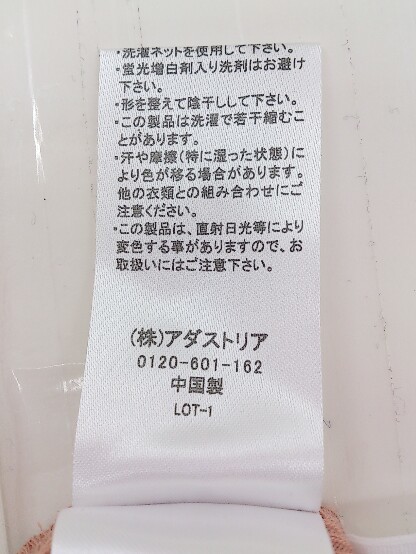 ・洗濯ネットを使用して下さい。
・蛍光増白剤入り洗剤はお避け
下さい。
・形を整えて陰干しして下さい。
・この製品は洗濯で若干縮むこ
とがあります。
・汗や摩擦(特に湿った状態)に
より色が移る場合があります。
他の衣類との組み合わせにご
注意ください。
・この製品は、直射日光等により
変色する事がありますので、お
取扱いにはご注意下さい。
(株)アダストリア
0120-601-162
中国製
LOT-1